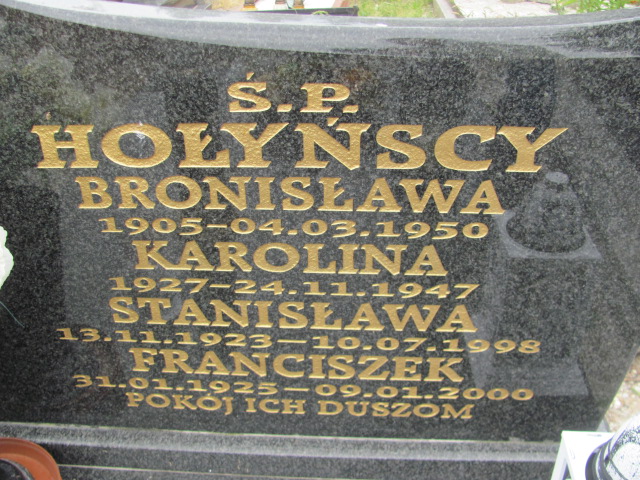 Ś.P.
HOŁYŃSCY
BRONISŁAWA
1905-04.03.1950
KAROLINA
1927-24.11.1947
STANISŁAWA
13.11.1923-10.07.1998
FRANCISZEK
31.01.1925-09.01.2000
POKÓJ ICH DUSZOM